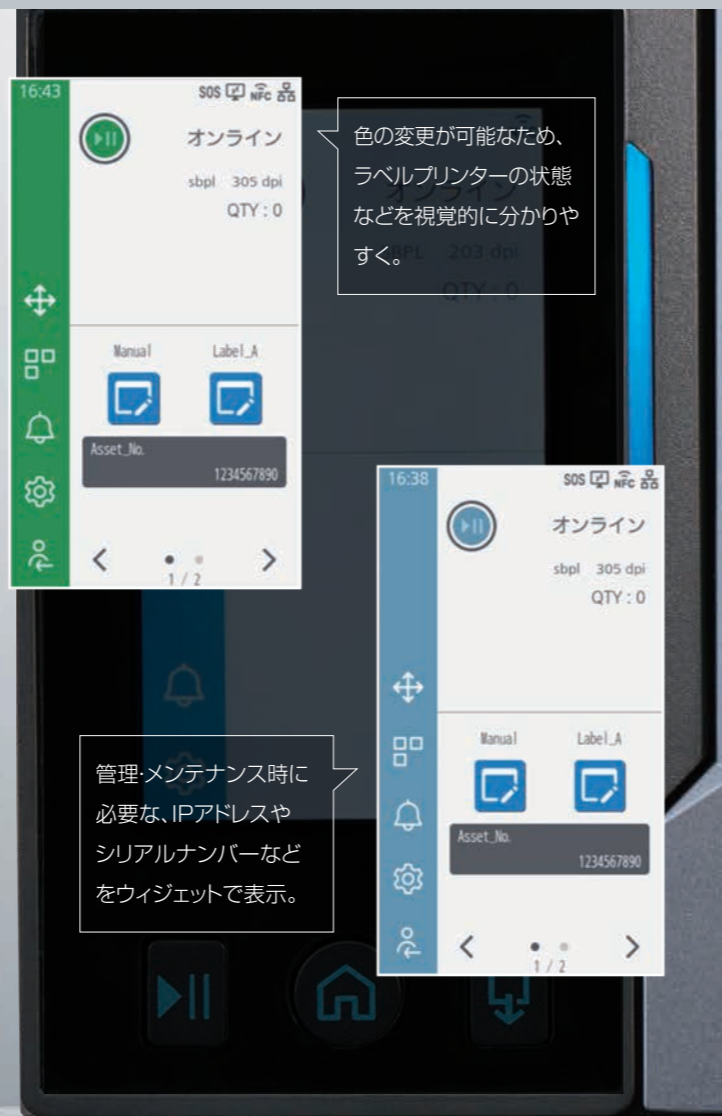 16:43
SOS NFC
オンライン
sbpl 305 dpi
QTY : 0
Manual Label_A
Asset_No.
1234567890
1 / 2
色の変更が可能なため、
ラベルプリンターの状態
などを視覚的に分かりや
すく。
203 dpi
QTY : 0
16:38
SOS NFC
オンライン
sbpl 305 dpi
QTY : 0
Manual Label_A
Asset_No.
1234567890
1 / 2
管理・メンテナンス時に
必要な、IPアドレスや
シリアルナンバーなど
をウィジェットで表示。